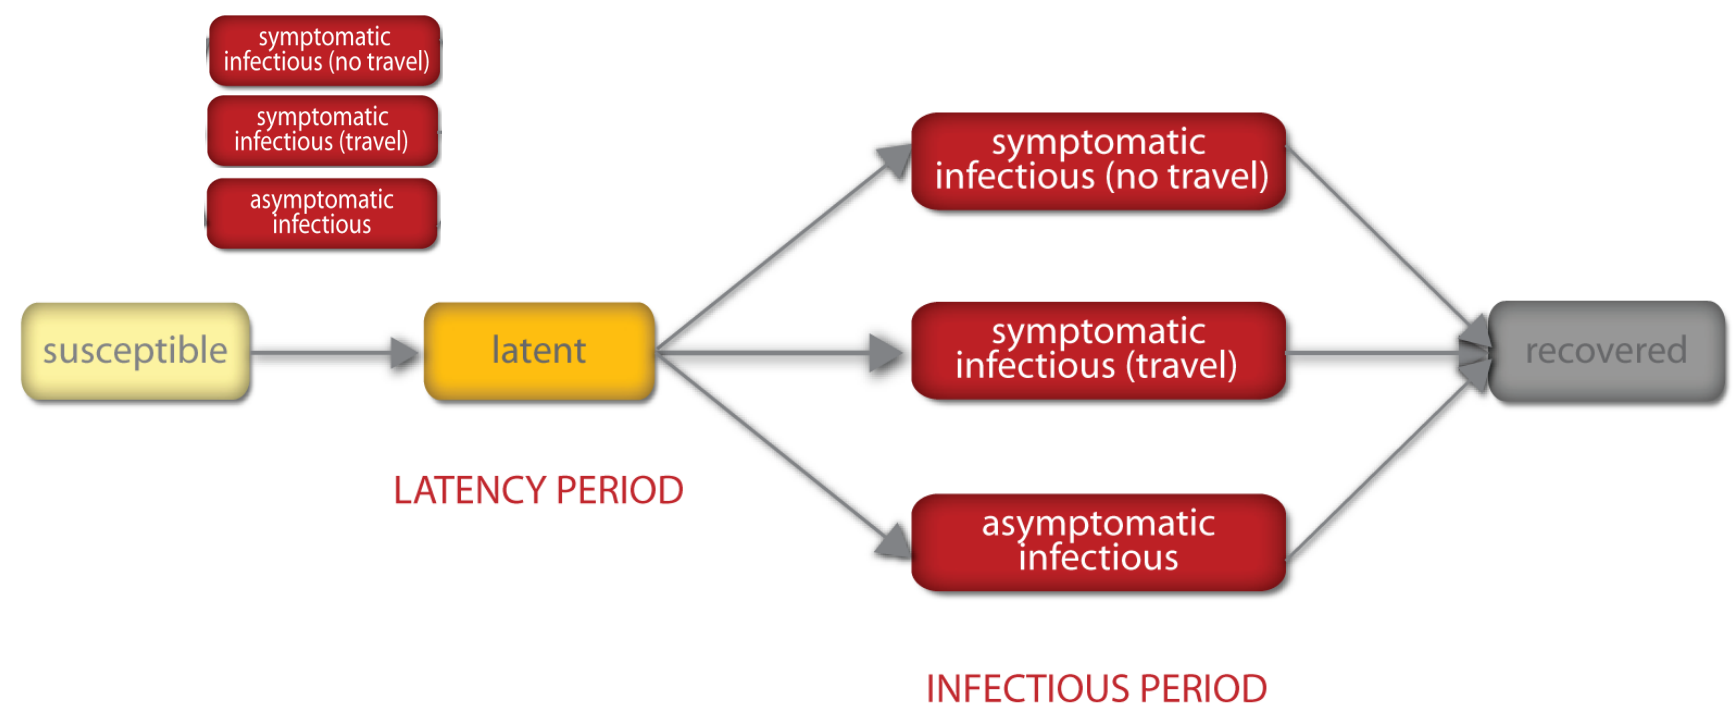 symptomatic
infectious (no travel)
symptomatic
infectious (travel)
asymptomatic
infectious
susceptible
latent
symptomatic
infectious (no travel)
symptomatic
infectious (travel)
asymptomatic
infectious
recovered
LATENCY PERIOD
INFECTIOUS PERIOD